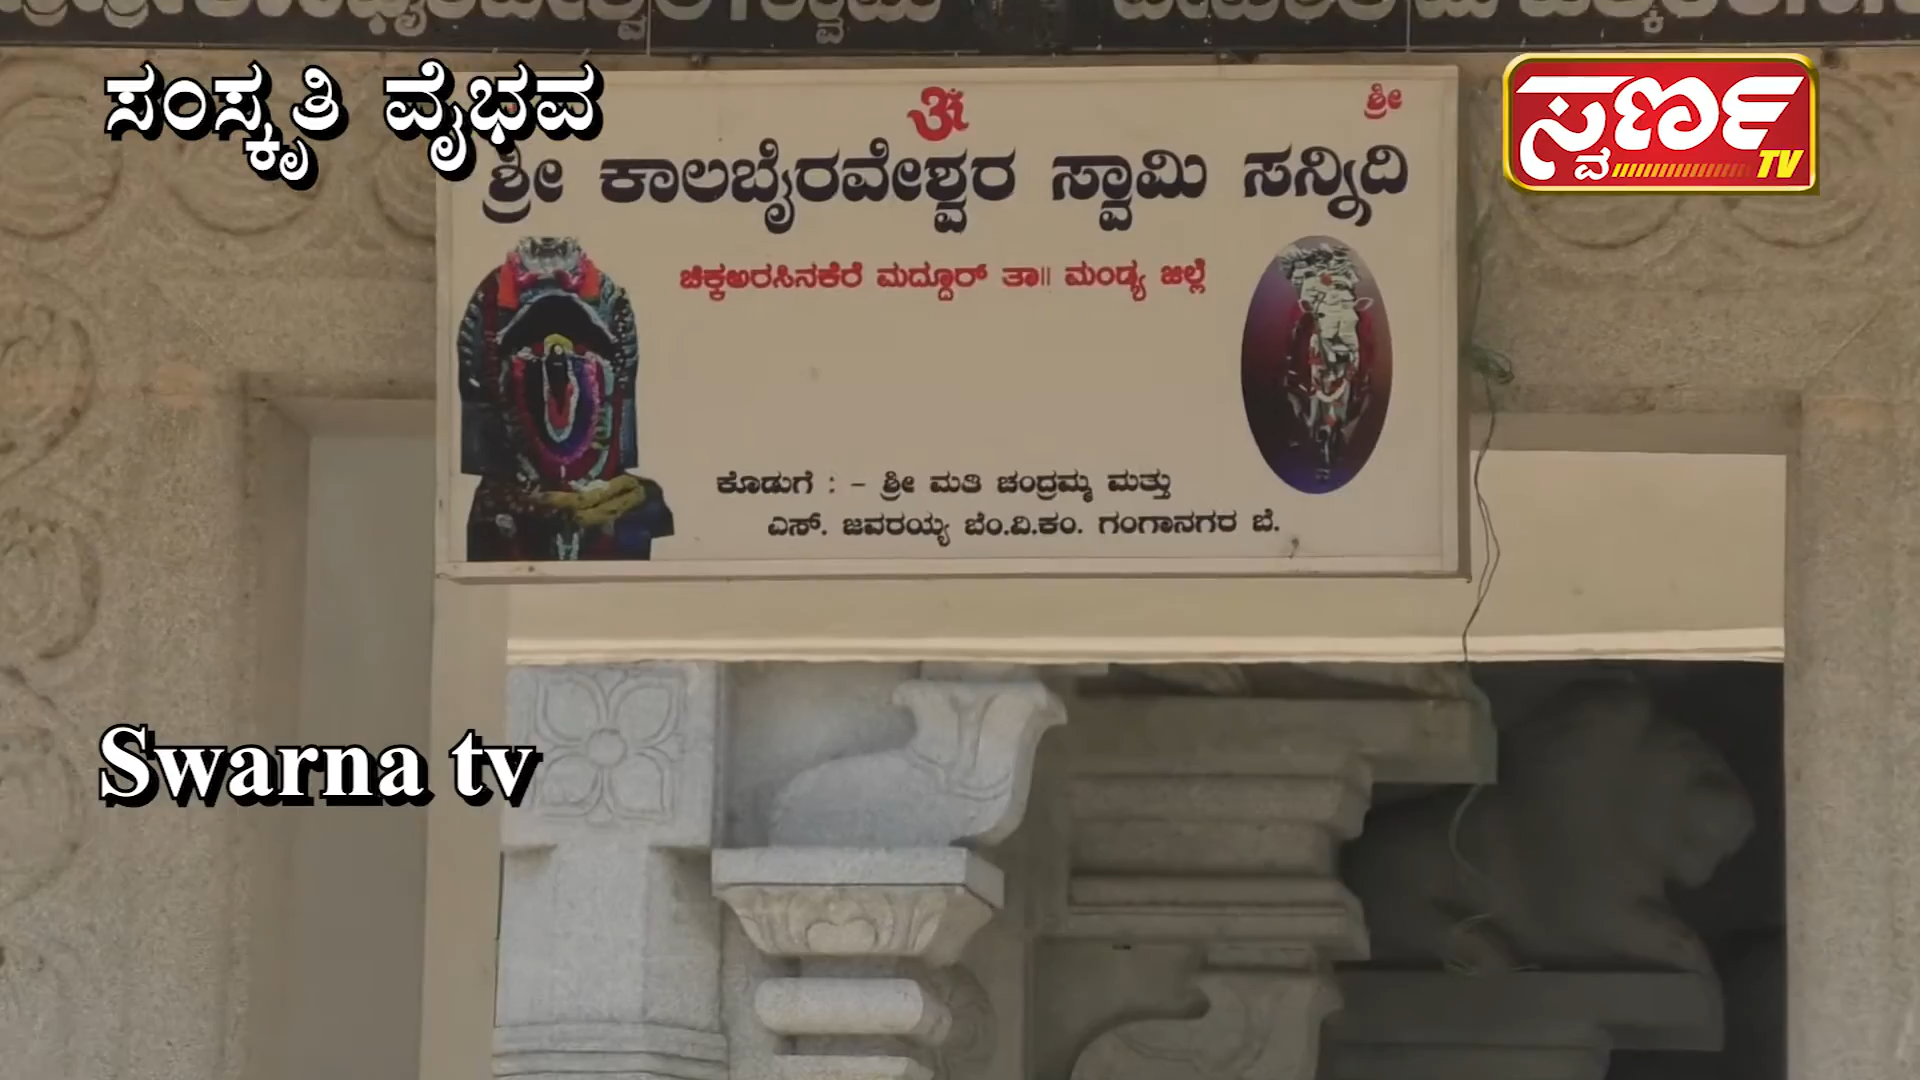 ಸಂಸ್ಕೃತಿ ವೈಭವ
ಸ್ವರ್ಣ
TV
ಓಂ
ಶ್ರೀ
ಶ್ರೀ ಕಾಲಬೈರವೇಶ್ವರ ಸ್ವಾಮಿ ಸನ್ನಿದಿ
ಚಿಕ್ಕಅರಸಿನಕೆರೆ ಮದ್ದೂರ್ ತಾ|| ಮಂಡ್ಯ ಜಿಲ್ಲೆ
ಕೊಡುಗೆ : - ಶ್ರೀ ಮತಿ ಚಂದ್ರಮ್ಮ ಮತ್ತು
ಎಸ್. ಜವರಯ್ಯ ಬೆಂ.ವಿ.ಕಂ. ಗಂಗಾನಗರ ಬೆ.
Swarna tv